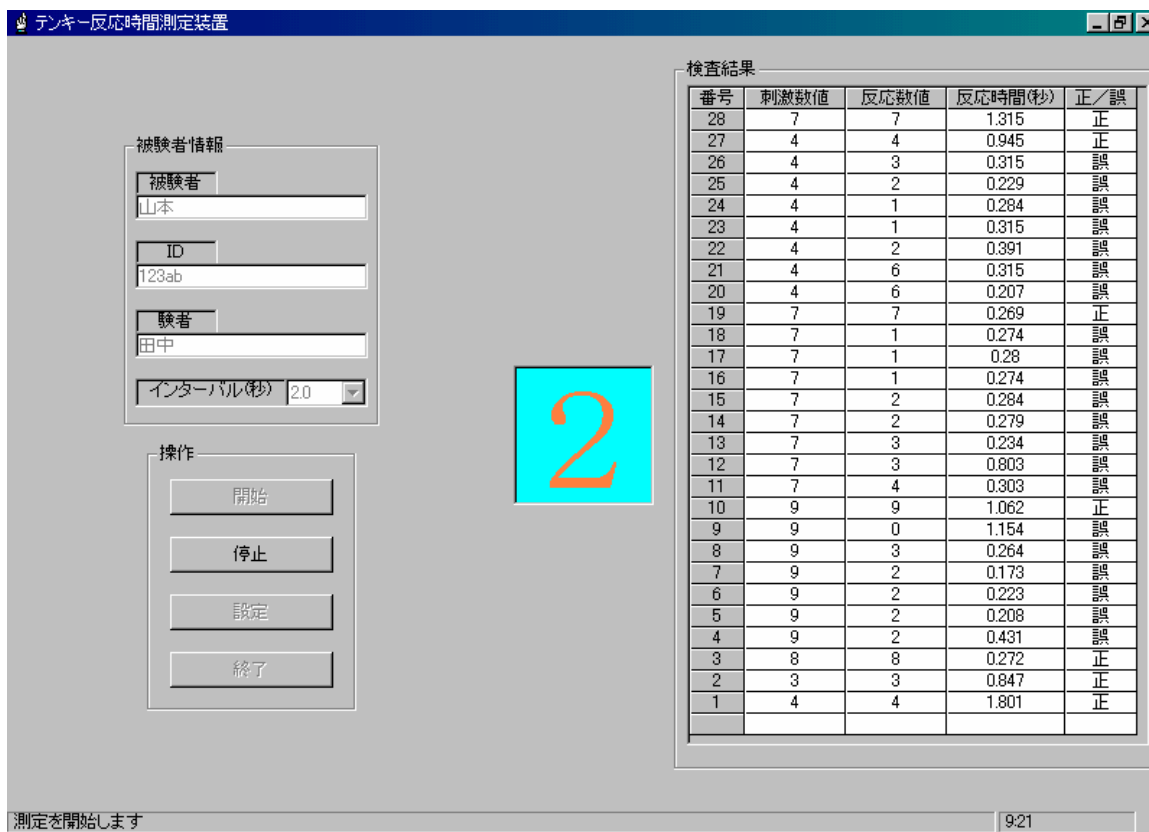 テンキー反応時間測定装置
被験者情報
被験者
山本
ID
123ab
験者
田中
インターバル(秒) 2.0
操作
開始
停止
設定
終了
2
検査結果
番号 刺激数値 反応数値 反応時間(秒) 正／誤
28 7 7 1.315 正
27 4 4 0.945 正
26 4 3 0.315 誤
25 4 2 0.229 誤
24 4 1 0.284 誤
23 4 1 0.315 誤
22 4 2 0.391 誤
21 4 6 0.315 誤
20 4 6 0.207 誤
19 7 7 0.269 正
18 7 1 0.274 誤
17 7 1 0.28 誤
16 7 1 0.274 誤
15 7 2 0.284 誤
14 7 2 0.279 誤
13 7 3 0.234 誤
12 7 3 0.803 誤
11 7 4 0.303 誤
10 9 9 1.062 正
9 9 0 1.154 誤
8 9 3 0.264 誤
7 9 2 0.173 誤
6 9 2 0.223 誤
5 9 2 0.208 誤
4 9 2 0.431 誤
3 8 8 0.272 正
2 3 3 0.847 正
1 4 4 1.801 正
測定を開始します
9:21